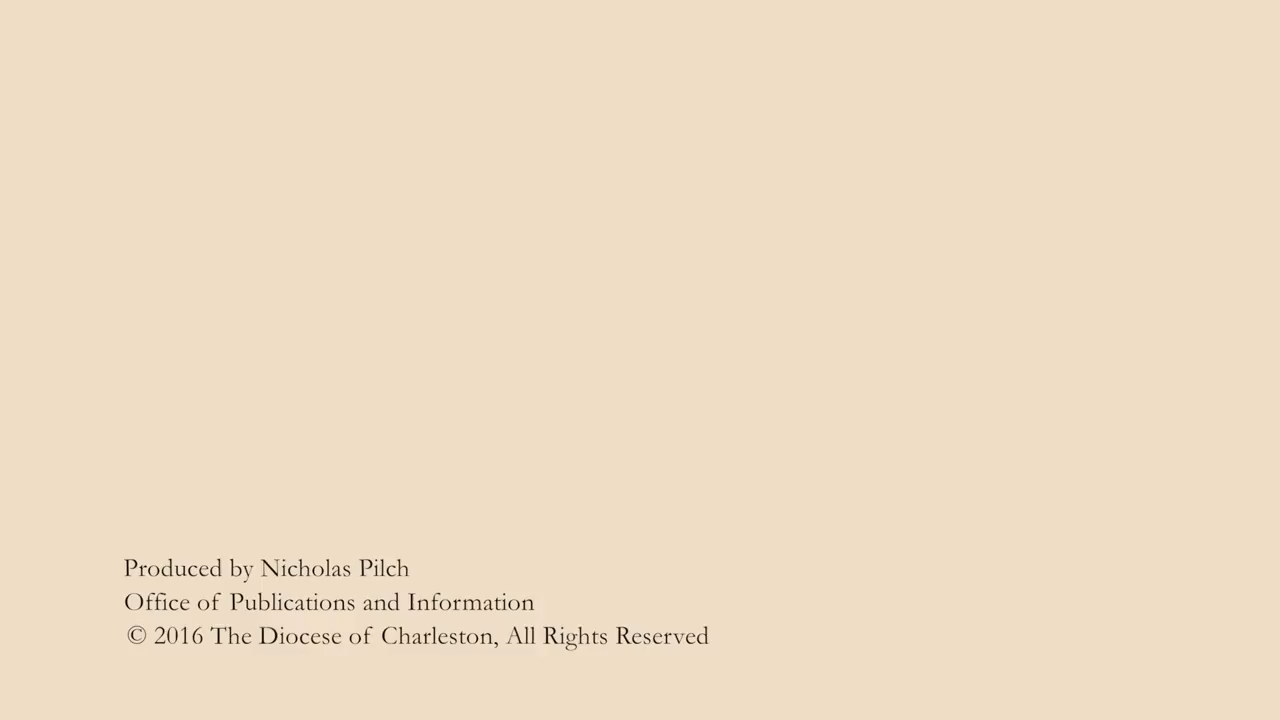 Produced by Nicholas Pilch
Office of Publications and Information
© 2016 The Diocese of Charleston, All Rights Reserved